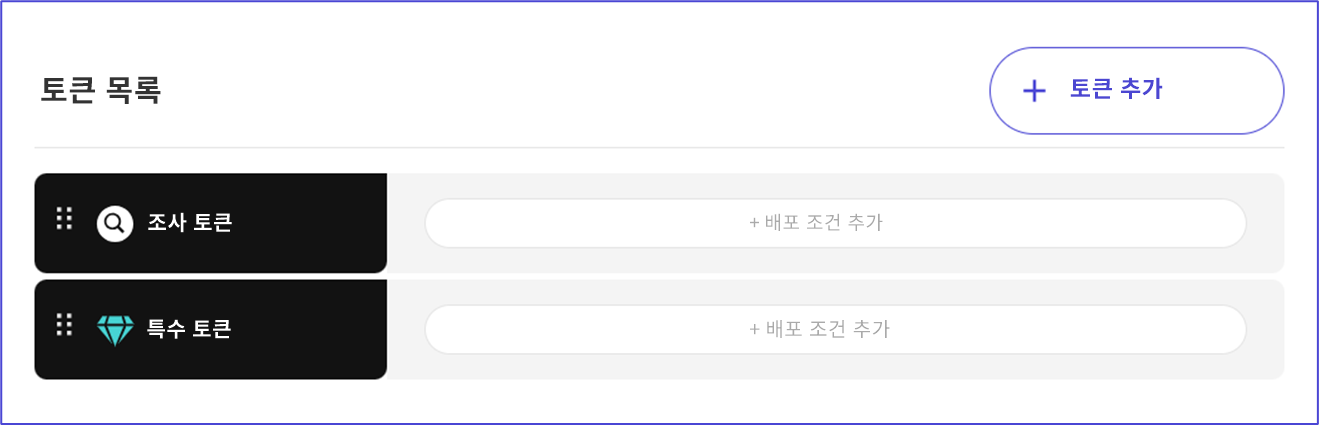 토큰 목록
+ 토큰 추가
조사 토큰
+ 배포 조건 추가
특수 토큰
+ 배포 조건 추가